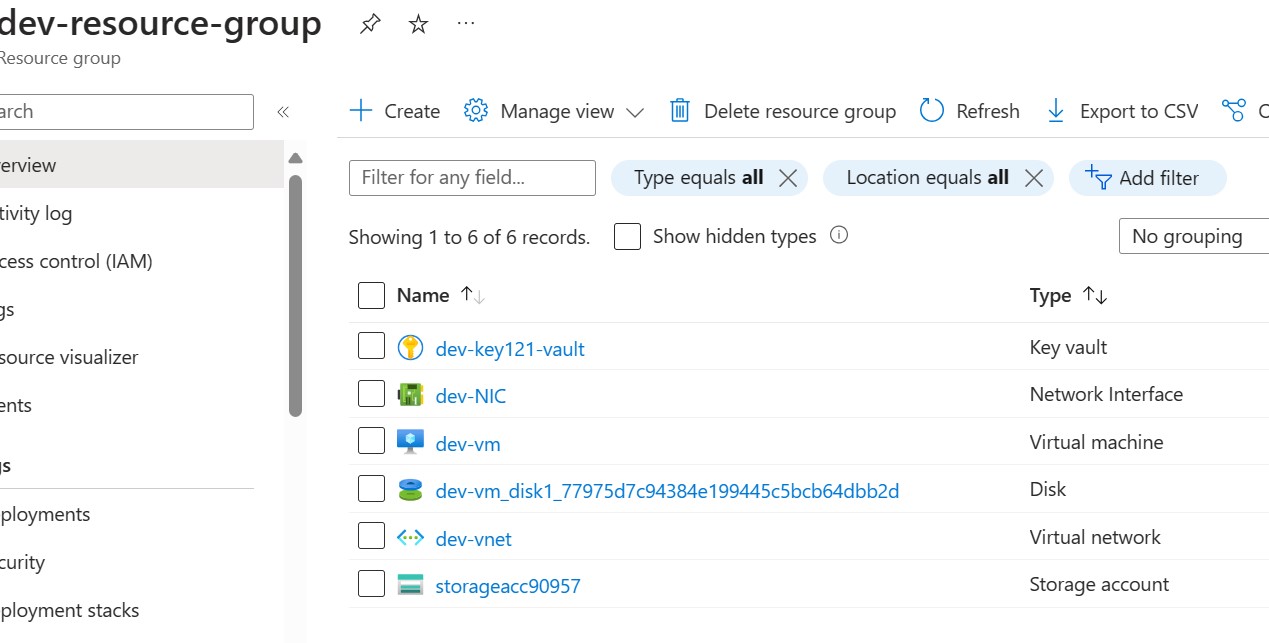 dev-resource-group
Resource group
arch
«
Create Manage view Delete resource group Refresh Export to CSV
erview
tivity log
cess control (IAM)
gs
source visualizer
ents
gs
ployments
curity
ployment stacks
Filter for any field... Type equals all Location equals all Add filter
Showing 1 to 6 of 6 records. Show hidden types No grouping
Name Type
dev-key121-vault Key vault
dev-NIC Network Interface
dev-vm Virtual machine
dev-vm_disk1_77975d7c94384e199445c5bcb64dbb2d Disk
dev-vnet Virtual network
storageacc90957 Storage account